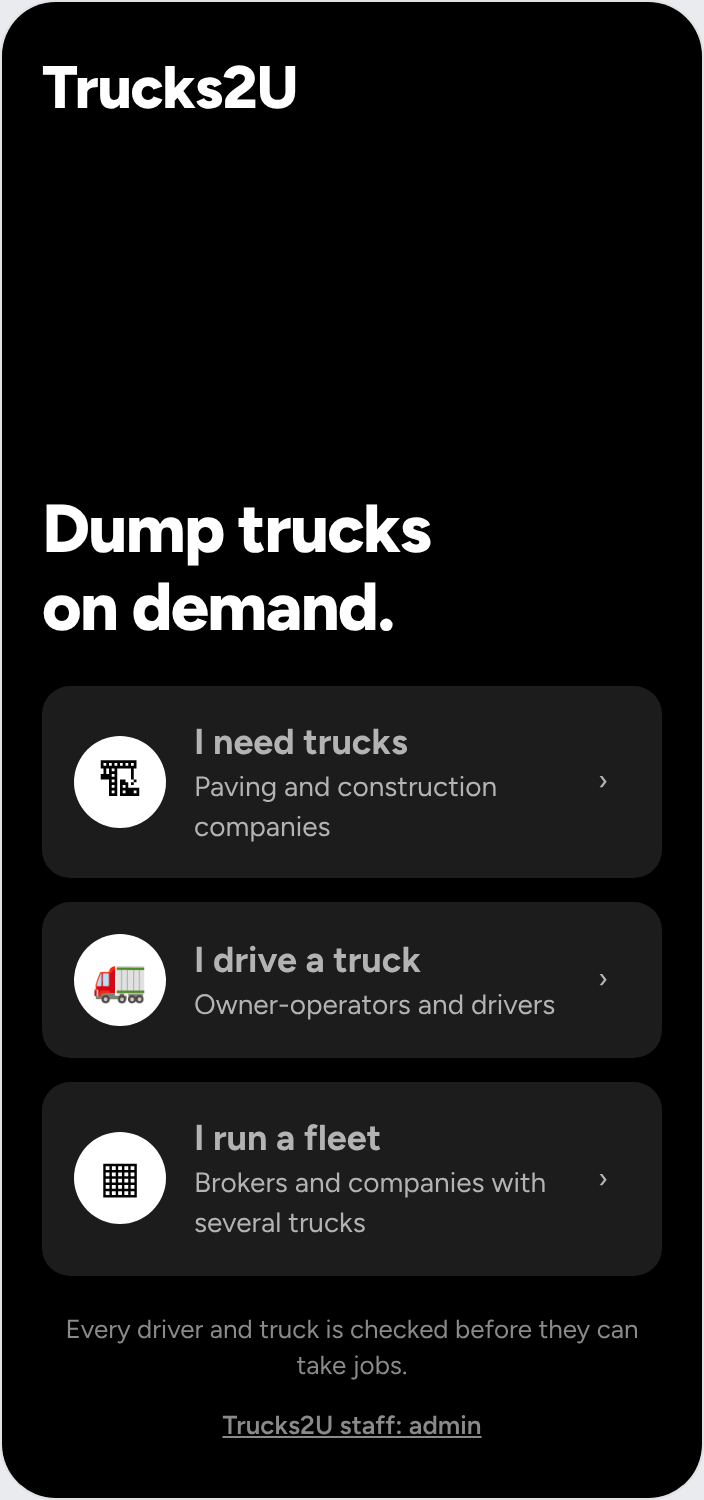 Trucks2U
Dump trucks
on demand.
I need trucks
Paving and construction
companies
I drive a truck
Owner-operators and drivers
I run a fleet
Brokers and companies with
several trucks
Every driver and truck is checked before they can
take jobs.
Trucks2U staff: admin